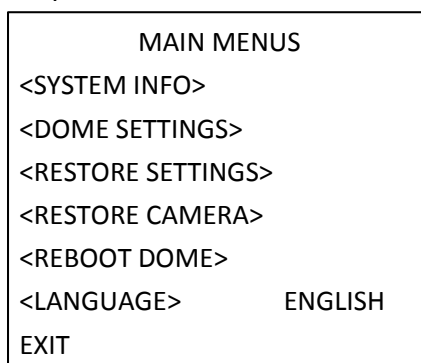 MAIN MENUS
<SYSTEM INFO>
<DOME SETTINGS>
<RESTORE SETTINGS>
<RESTORE CAMERA>
<REBOOT DOME>
<LANGUAGE> ENGLISH
EXIT